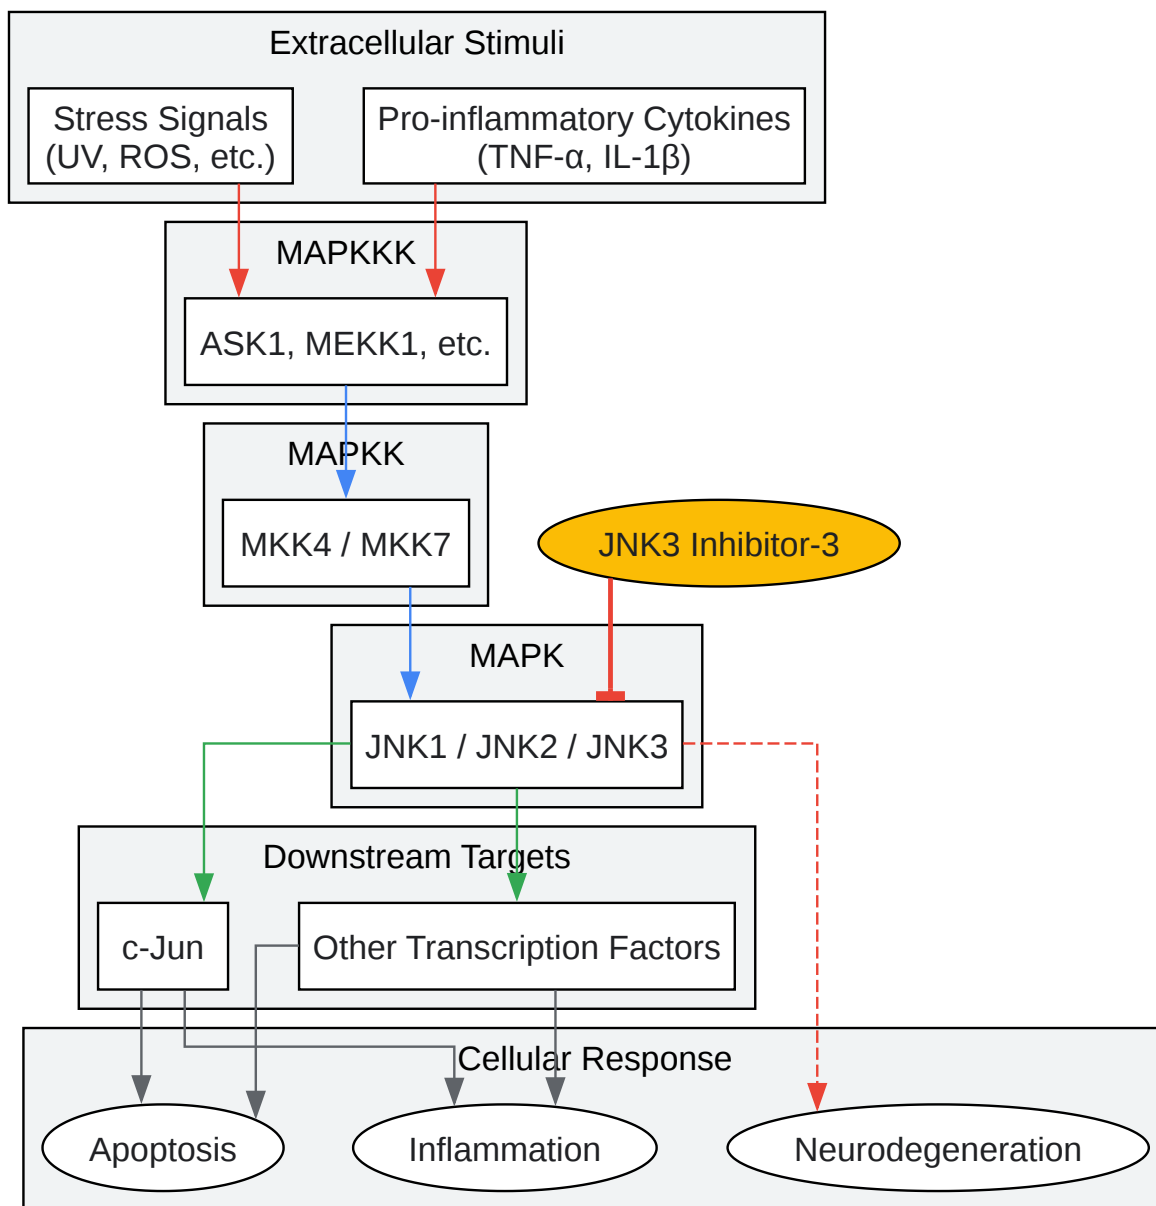 Extracellular Stimuli
Stress Signals
(UV, ROS, etc.)
Pro-inflammatory Cytokines
(TNF-α, IL-1β)
MAPKKK
ASK1, MEKK1, etc.
MAPKK
MKK4 / MKK7
JNK3 Inhibitor-3
MAPK
JNK1 / JNK2 / JNK3
Downstream Targets
c-Jun
Other Transcription Factors
Cellular Response
Apoptosis
Inflammation
Neurodegeneration